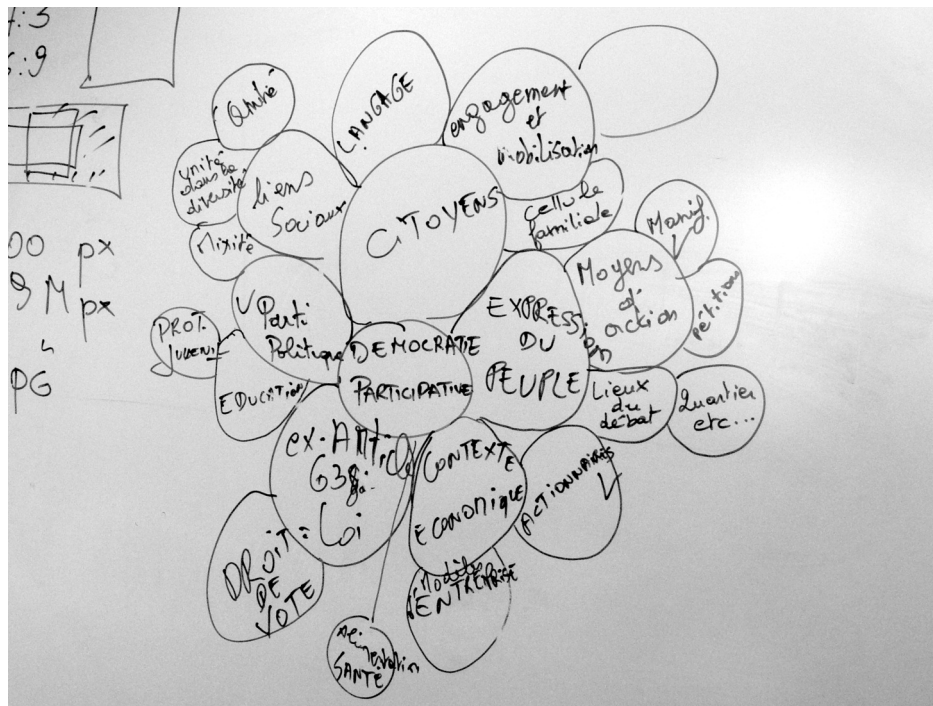 4:3
:9
00 px
9 M px
PG
Amitié
LANGAGE
engagement
et
mobilisation
unité
dans la
diversité
liens
Sociaux
Mixité
CITOYENS
cellule
familiale
Manif.
Moyens
d'
action
pétitions
PROT.
Parti
Politique
EDUCATION
DEMOCRATIE
PARTICIPATIVE
EXPRESSION
DU
PEUPLE
Lieux
du
débat
Quartier
etc...
ex. Article
638
Loi
DROIT
DE
VOTE
CONTEXTE
ECONOMIQUE
ACTIONNAIRES
Modèle
ENTREPRISE
SANTE